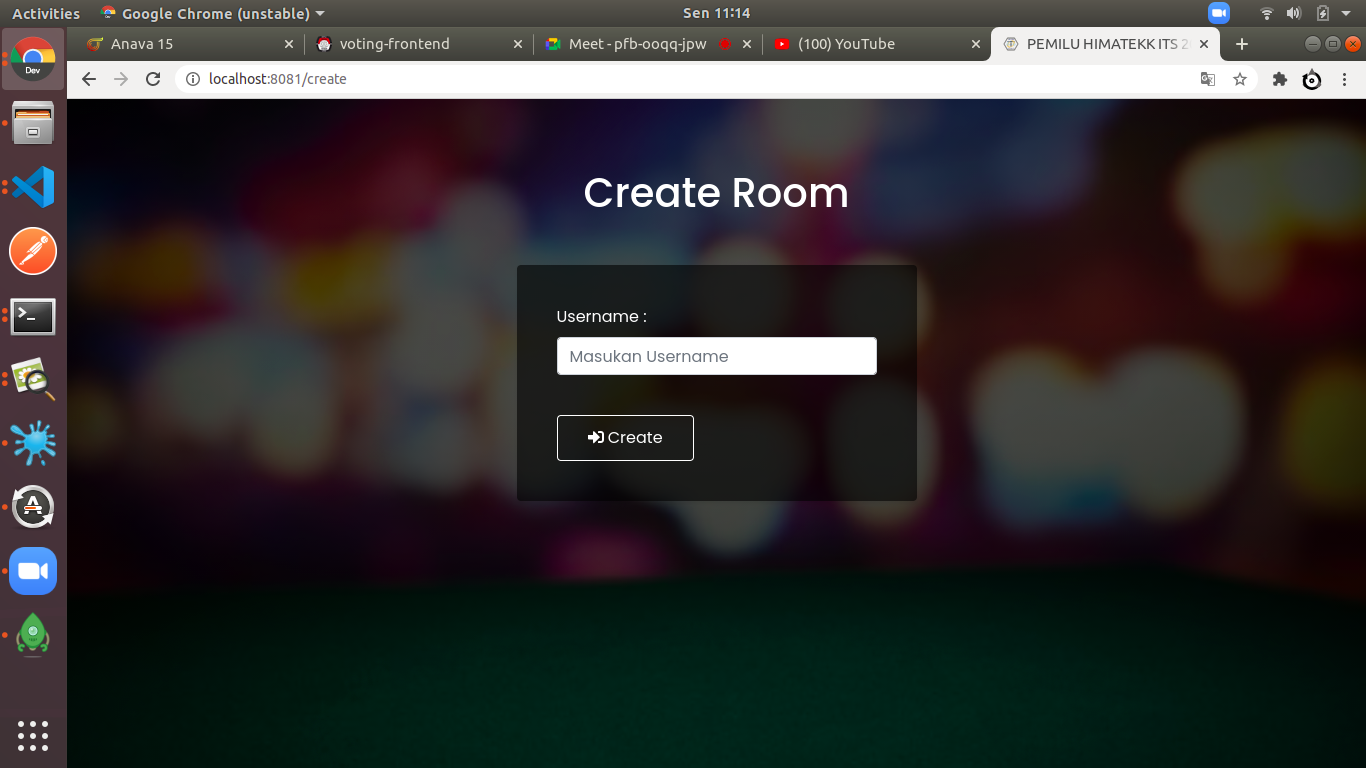 Activities Google Chrome (unstable) Sen 11:14
Anava 15 voting-frontend Meet - pfb-ooqq-jpw (100) YouTube PEMILU HIMATEKK ITS
localhost:8081/create
Dev
Create Room
Username :
Masukan Username
Create